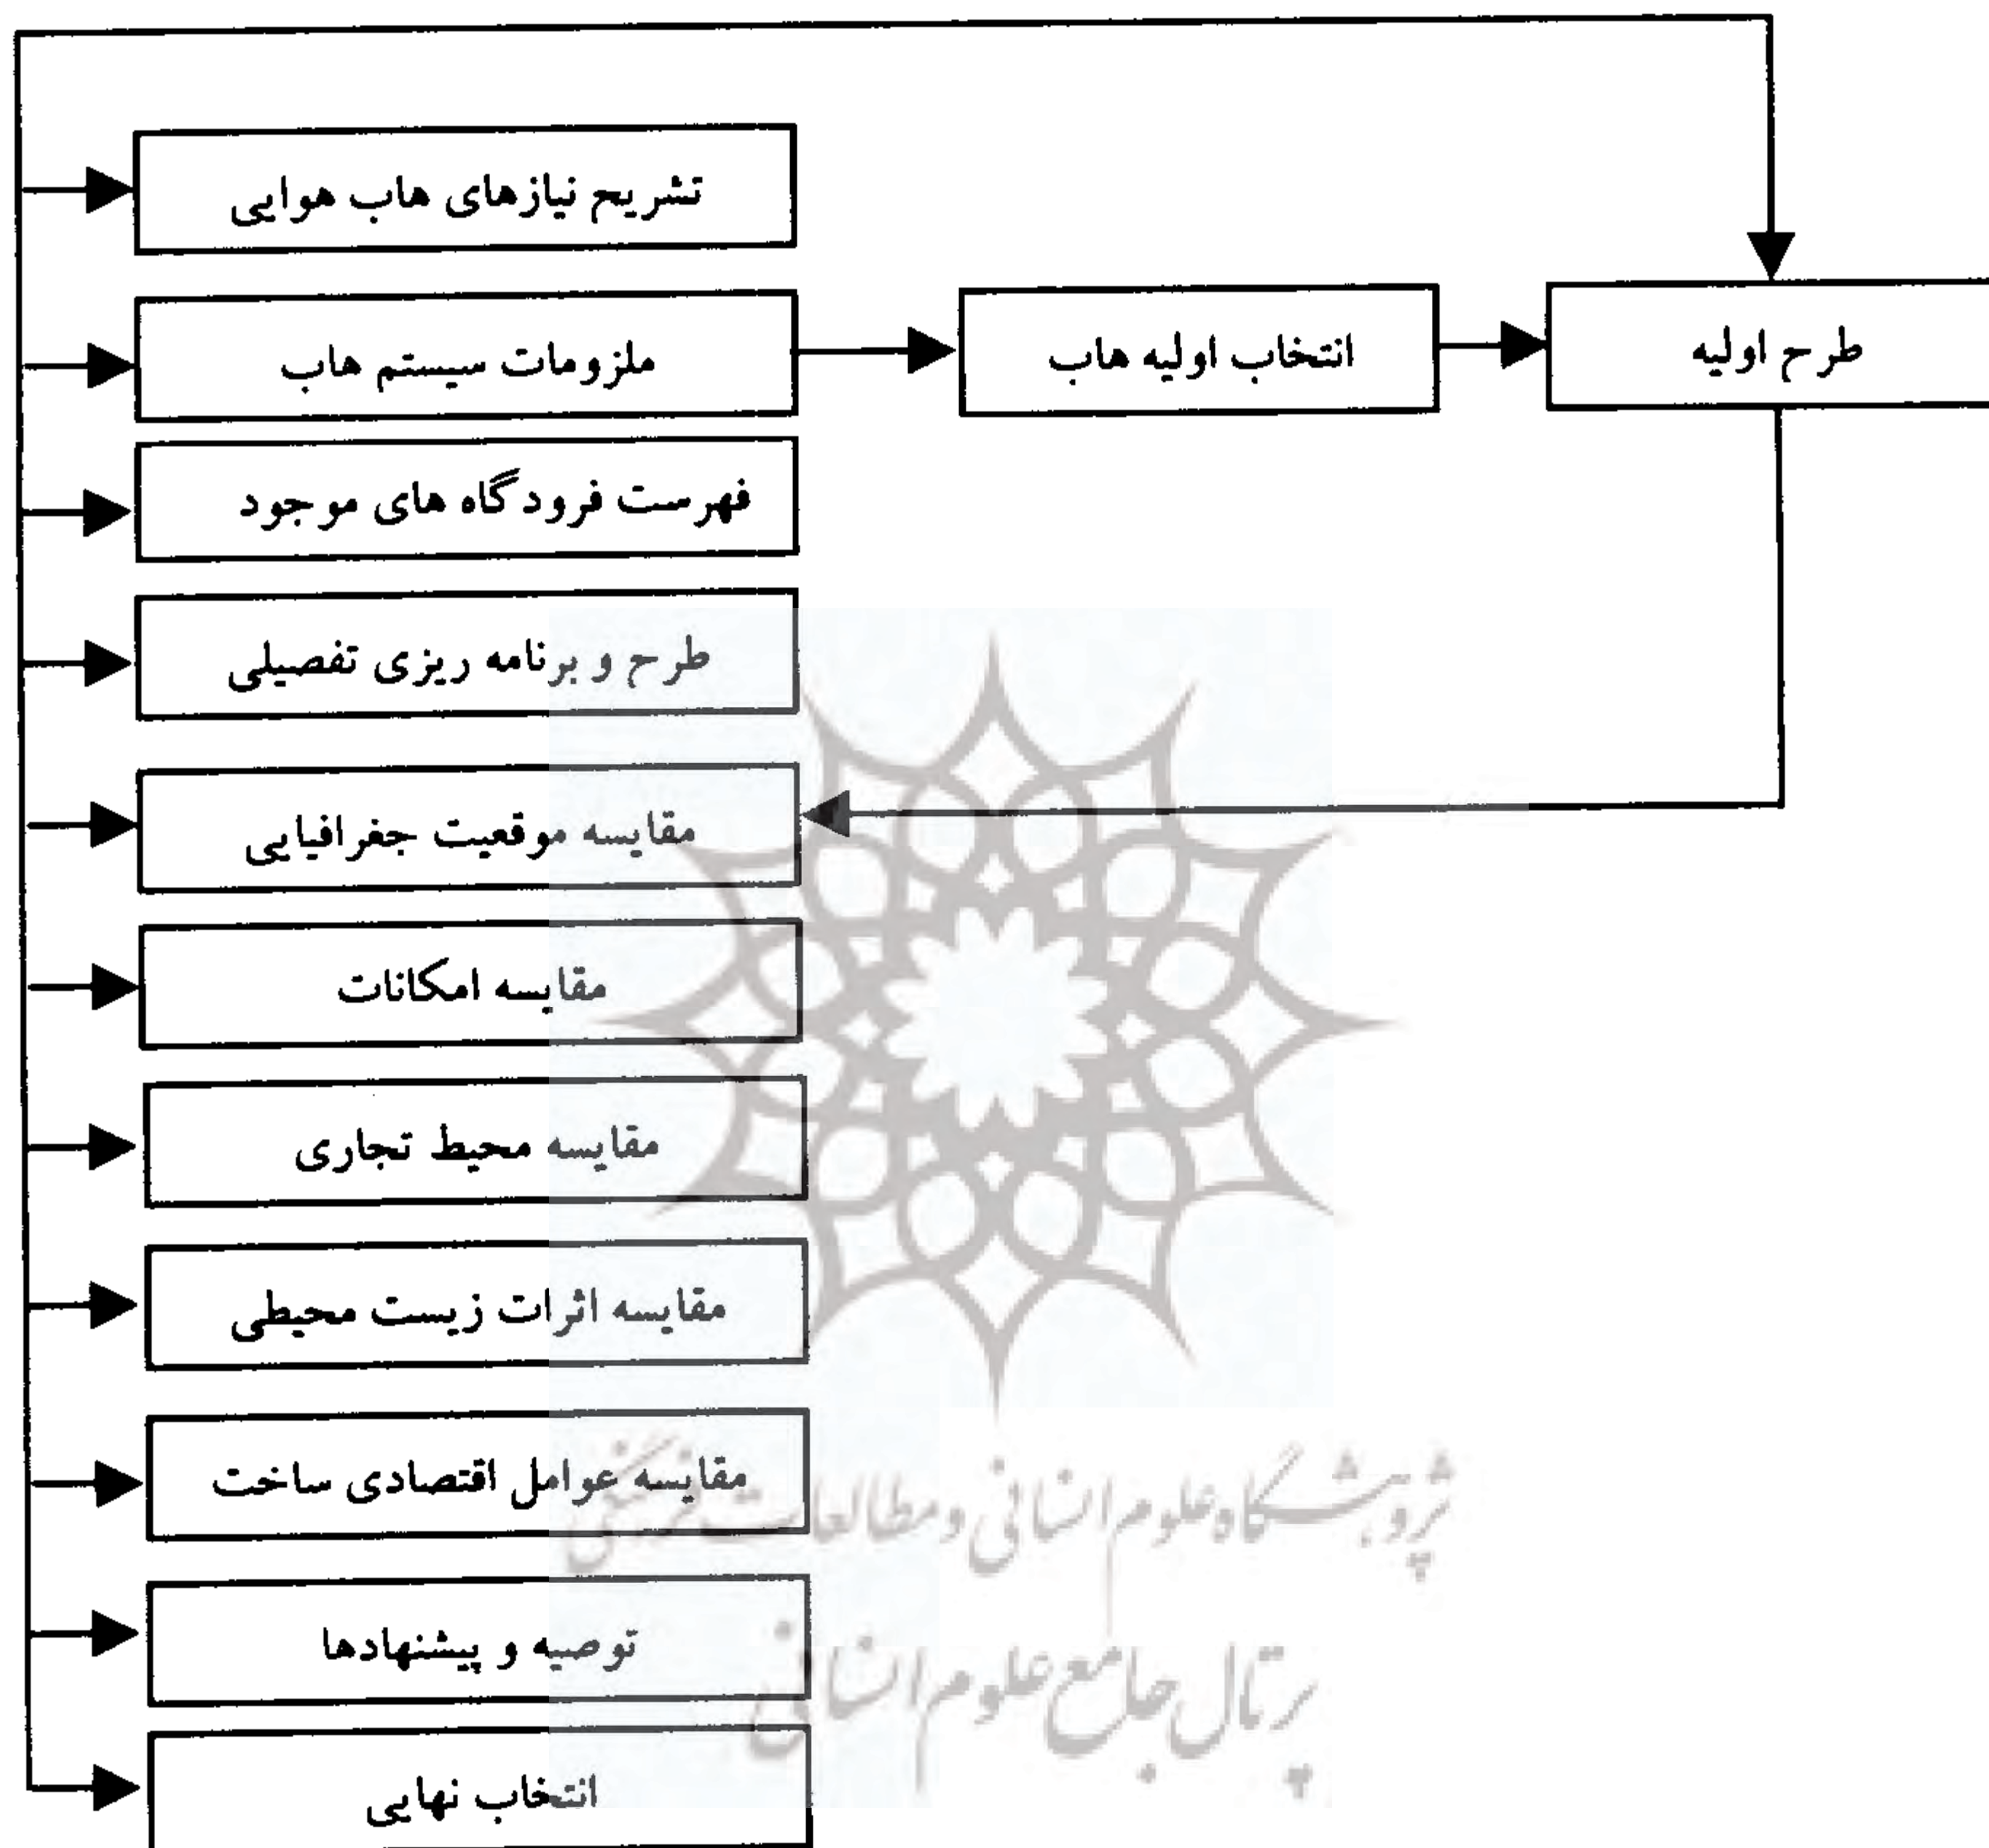 تشریح نیازهای هاب هوایی
ملزومات سیستم هاب
انتخاب اولیه هاب
طرح اولیه
فهرست فرودگاه های موجود
طرح و برنامه ریزی تفصیلی
مقایسه موقعیت جغرافیایی
مقایسه امکانات
مقایسه محیط تجاری
مقایسه اثرات زیست محیطی
مقایسه عوامل اقتصادی ساخت
پژوهشگاه علوم انسانی و مطالعات فرهنگی
توصیه و پیشنهادها
پرتال جامع علوم انسانی
انتخاب نهایی